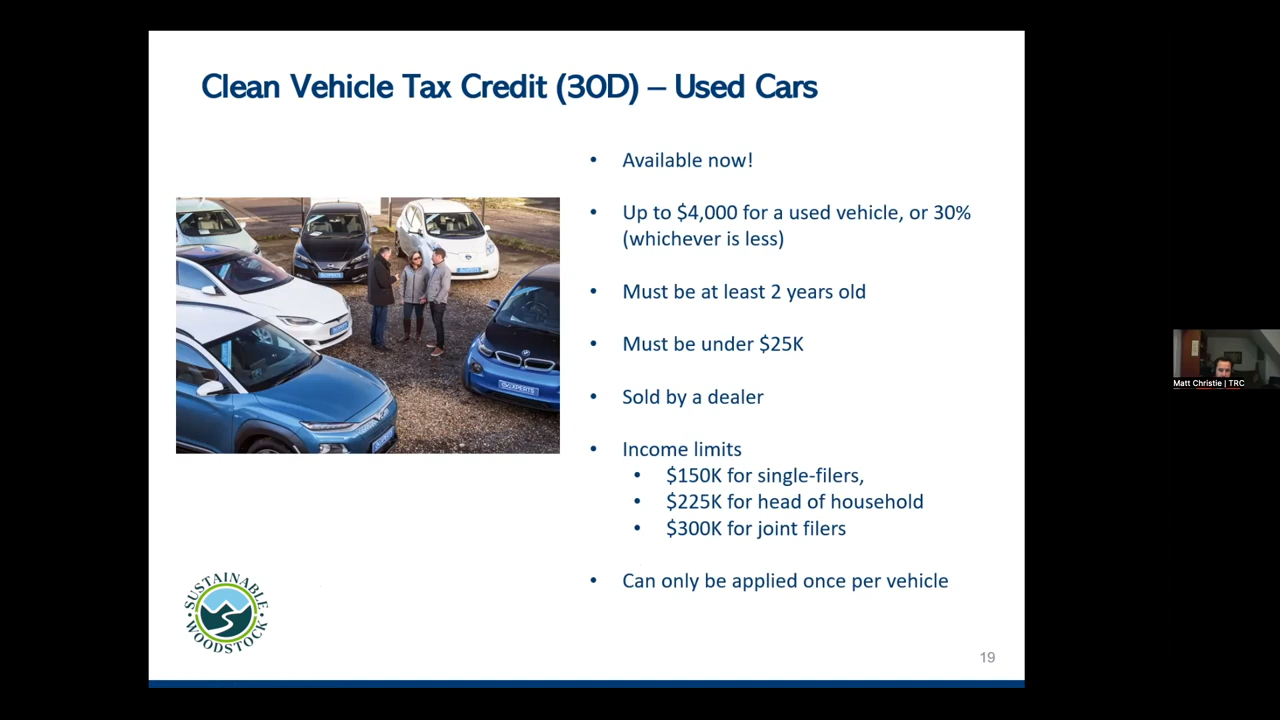 Clean Vehicle Tax Credit (30D) – Used Cars
• Available now!
• Up to $4,000 for a used vehicle, or 30%
(whichever is less)
• Must be at least 2 years old
• Must be under $25K
• Sold by a dealer
• Income limits
• $150K for single-filers,
• $225K for head of household
• $300K for joint filers
• Can only be applied once per vehicle
SUSTAINABLE
WOODSTOCK
19
Matt Christie | TRC